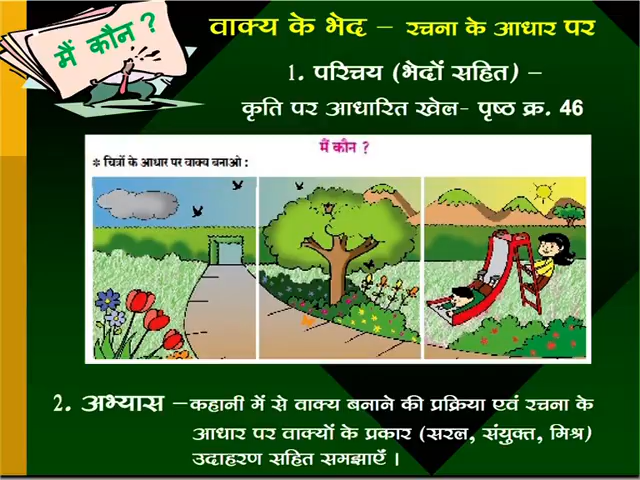 मैं कौन ?
वाक्य के भेद – रचना के आधार पर
1. परिचय (भेदों सहित) –
कृति पर आधारित खेल- पृष्ठ क्र. 46
मैं कौन ?
* चित्रों के आधार पर वाक्य बनाओ :
2. अभ्यास –कहानी में से वाक्य बनाने की प्रक्रिया एवं रचना के
आधार पर वाक्यों के प्रकार (सरल, संयुक्त, मिश्र)
उदाहरण सहित समझाएँ ।